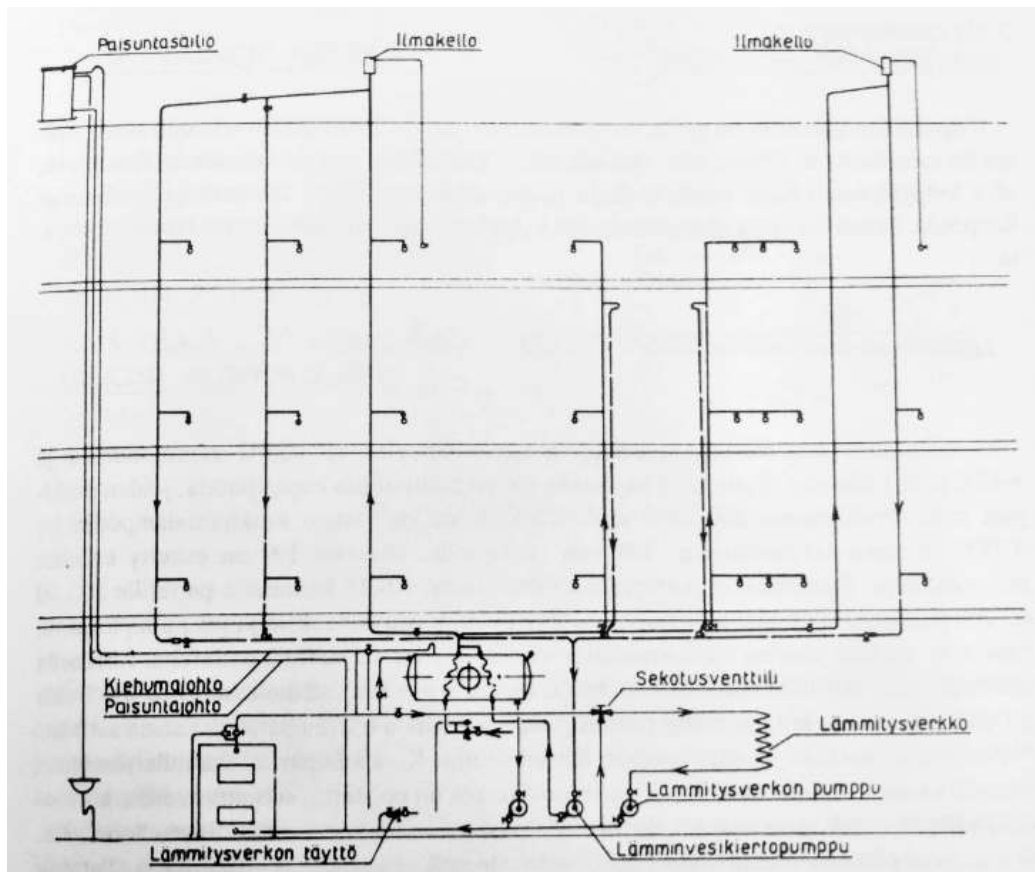 Paisuntasäiliö
Ilmakello
Ilmakello
Kiehumajohto
Paisuntajohto
Sekotusventtiili
Lämmitysverkko
Lämmitysverkon pumppu
Lämmitysverkon täyttö
Lämminvesikiertopumppu